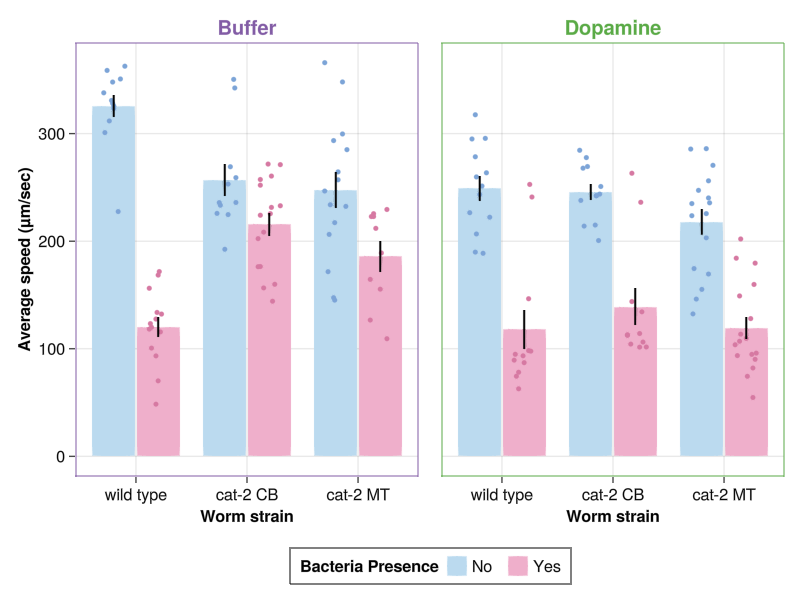 Buffer
Dopamine
Average speed (μm/sec)
300
200
100
0
wild type cat-2 CB cat-2 MT
wild type cat-2 CB cat-2 MT
Worm strain
Worm strain
Bacteria Presence No Yes